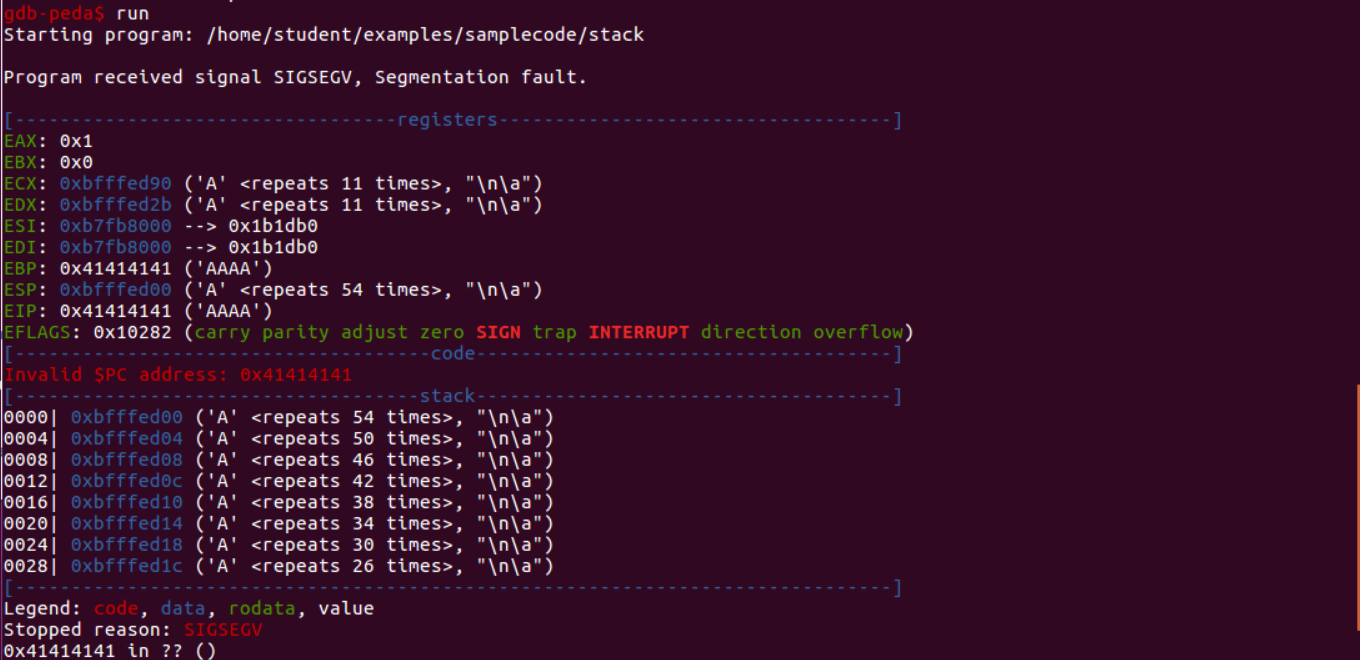 gdb-peda$ run
Starting program: /home/student/examples/samplecode/stack
Program received signal SIGSEGV, Segmentation fault.
[----------------------------------registers-----------------------------------]
EAX: 0x1
EBX: 0x0
ECX: 0xbfffed90 ('A' <repeats 11 times>, "\n\a")
EDX: 0xbfffed2b ('A' <repeats 11 times>, "\n\a")
ESI: 0xb7fb8000 --> 0x1b1db0
EDI: 0xb7fb8000 --> 0x1b1db0
EBP: 0x41414141 ('AAAA')
ESP: 0xbfffed00 ('A' <repeats 54 times>, "\n\a")
EIP: 0x41414141 ('AAAA')
EFLAGS: 0x10282 (carry parity adjust zero SIGN trap INTERRUPT direction overflow)
[-------------------------------------code-------------------------------------]
Invalid $PC address: 0x41414141
[------------------------------------stack-------------------------------------]
0000| 0xbfffed00 ('A' <repeats 54 times>, "\n\a")
0004| 0xbfffed04 ('A' <repeats 50 times>, "\n\a")
0008| 0xbfffed08 ('A' <repeats 46 times>, "\n\a")
0012| 0xbfffed0c ('A' <repeats 42 times>, "\n\a")
0016| 0xbfffed10 ('A' <repeats 38 times>, "\n\a")
0020| 0xbfffed14 ('A' <repeats 34 times>, "\n\a")
0024| 0xbfffed18 ('A' <repeats 30 times>, "\n\a")
0028| 0xbfffed1c ('A' <repeats 26 times>, "\n\a")
[------------------------------------------------------------------------------]
Legend: code, data, rodata, value
Stopped reason: SIGSEGV
0x41414141 in ?? ()